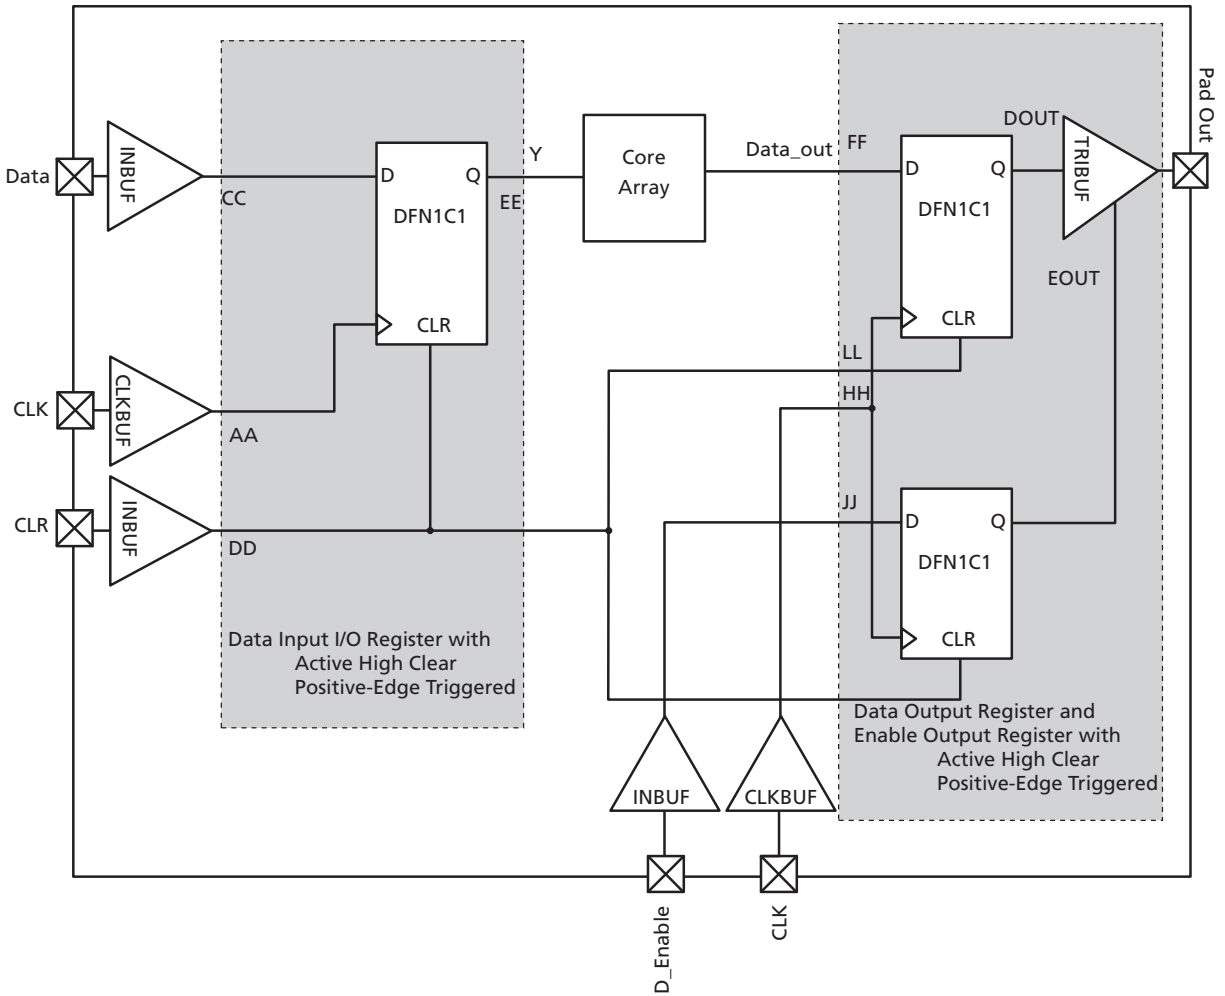 Pad Out
DOUT
Data
INBUF
CC
D
Q
DFN1C1
CLR
Y
EE
Core
Array
Data_out
FF
D
Q
DFN1C1
CLR
TRIBUF
EOUT
LL
HH
CLK
CLKBUF
AA
CLR
INBUF
DD
JJ
D
Q
DFN1C1
CLR
Data Input I/O Register with
Active High Clear
Positive-Edge Triggered
Data Output Register and
Enable Output Register with
Active High Clear
Positive-Edge Triggered
INBUF
CLKBUF
D_Enable
CLK